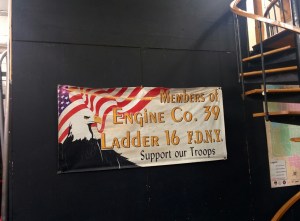 Members of
Engine Co. 39
Ladder 16 F.D.N.Y.
Support our Troops